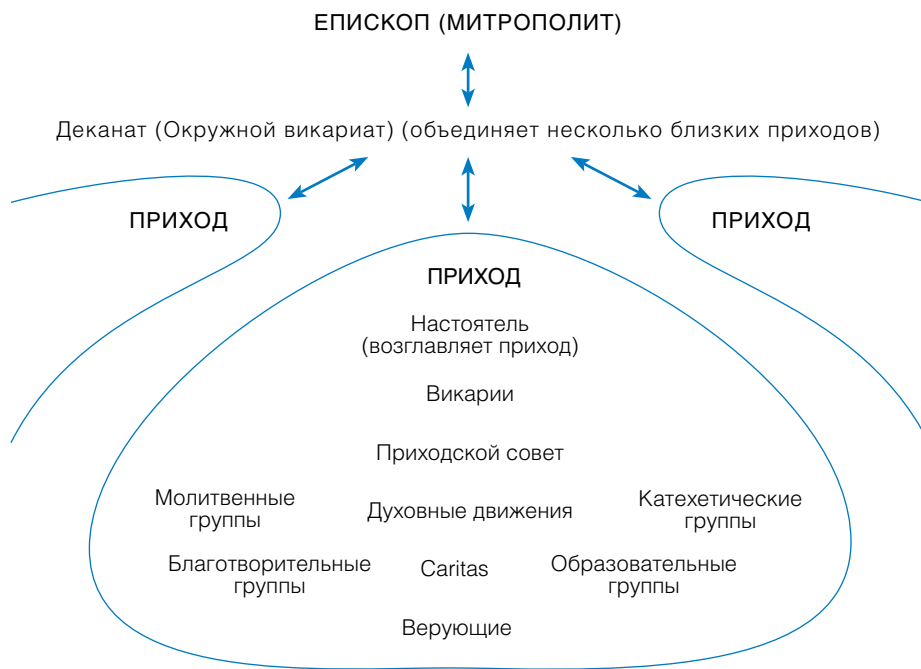 ЕПИСКОП (МИТРОПОЛИТ)
Деканат (Окружной викариат) (объединяет несколько близких приходов)
ПРИХОД
ПРИХОД
ПРИХОД
Настоятель
(возглавляет приход)
Викарии
Приходской совет
Молитвенные
группы
Духовные движения
Катехетические
группы
Благотворительные
группы
Caritas
Образовательные
группы
Верующие